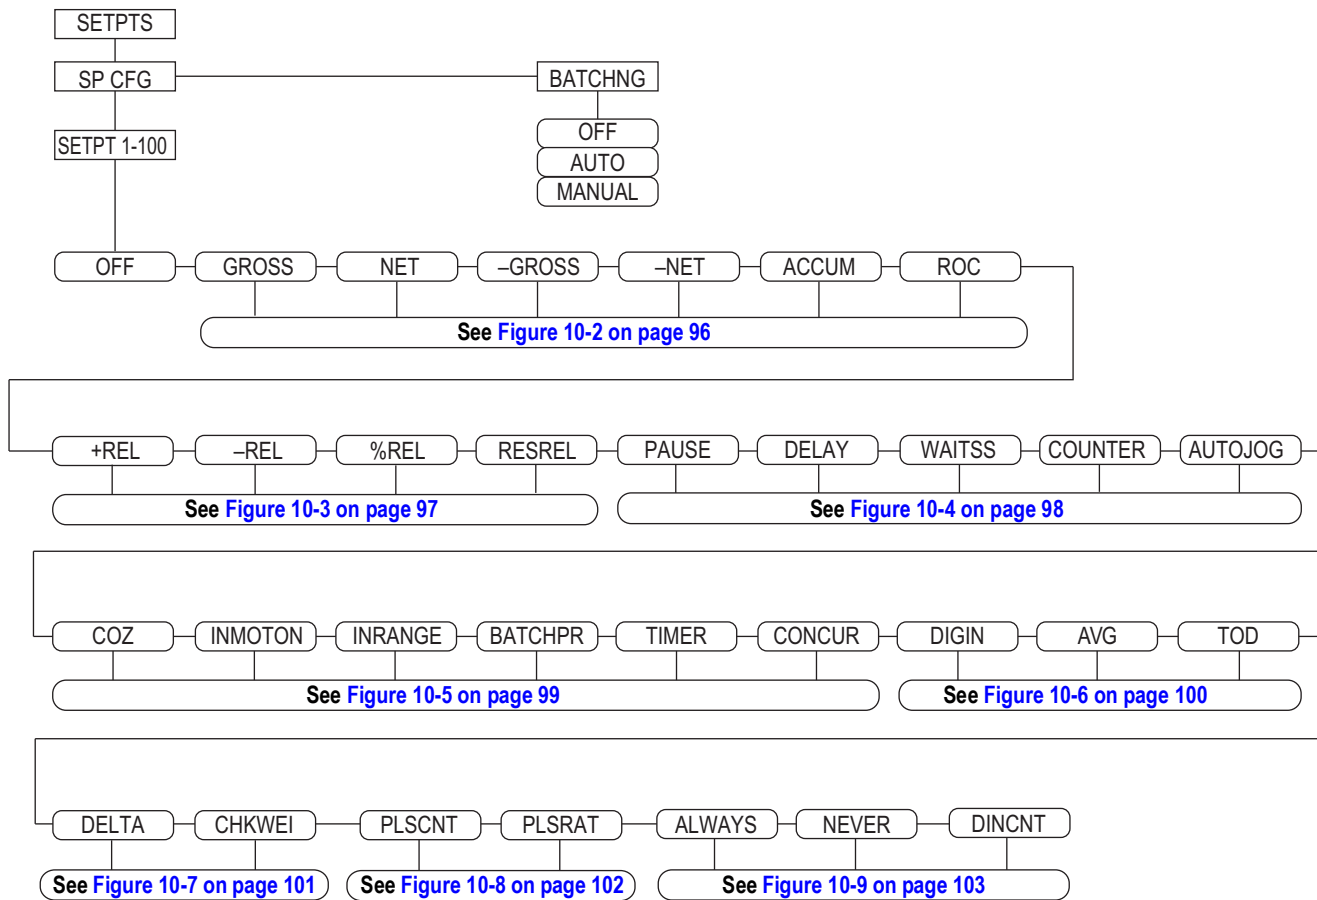 SETPTS
SP CFG
BATCHNG
SETPT 1-100
OFF
AUTO
MANUAL
OFF
GROSS
NET
–GROSS
–NET
ACCUM
ROC
See Figure 10-2 on page 96
+REL
–REL
%REL
RESREL
PAUSE
DELAY
WAITSS
COUNTER
AUTOJOG
See Figure 10-3 on page 97
See Figure 10-4 on page 98
COZ
INMOTON
INRANGE
BATCHPR
TIMER
CONCUR
DIGIN
AVG
TOD
See Figure 10-5 on page 99
See Figure 10-6 on page 100
DELTA
CHKWEI
PLSCNT
PLSRAT
ALWAYS
NEVER
DINCNT
See Figure 10-7 on page 101
See Figure 10-8 on page 102
See Figure 10-9 on page 103